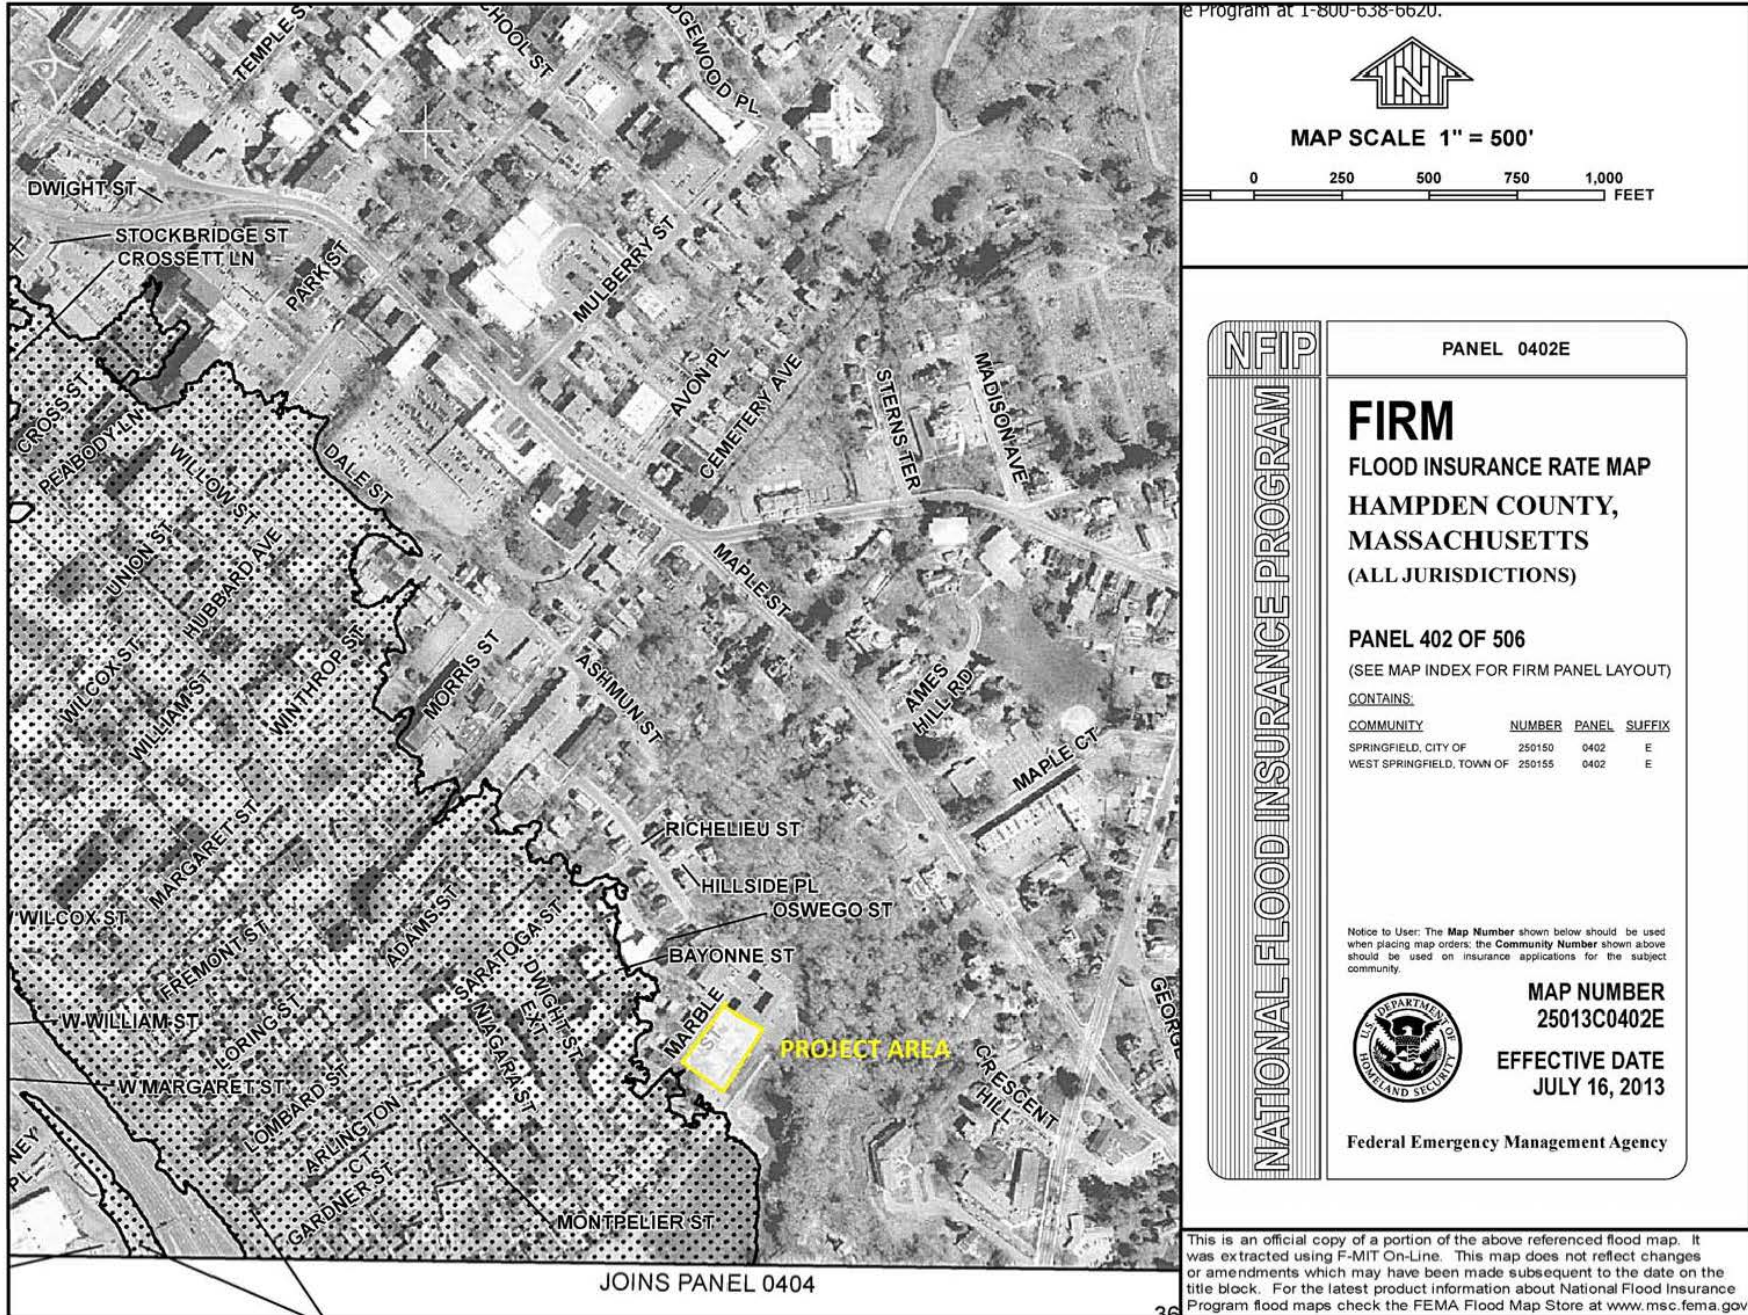 e Program at 1-800-638-6620.
N
MAP SCALE 1" = 500'
0 250 500 750 1,000
FEET
NFIP
NATIONAL FLOOD INSURANCE PROGRAM
PANEL 0402E
FIRM
FLOOD INSURANCE RATE MAP
HAMPDEN COUNTY,
MASSACHUSETTS
(ALL JURISDICTIONS)
PANEL 402 OF 506
(SEE MAP INDEX FOR FIRM PANEL LAYOUT)
CONTAINS:
COMMUNITY NUMBER PANEL SUFFIX
SPRINGFIELD, CITY OF 250150 0402 E
WEST SPRINGFIELD, TOWN OF 250155 0402 E
Notice to User: The Map Number shown below should be used
when placing map orders; the Community Number shown above
should be used on insurance applications for the subject
community.
U.S. DEPARTMENT OF
HOMELAND SECURITY
MAP NUMBER
25013C0402E
EFFECTIVE DATE
JULY 16, 2013
Federal Emergency Management Agency
This is an official copy of a portion of the above referenced flood map. It
was extracted using F-MIT On-Line. This map does not reflect changes
or amendments which may have been made subsequent to the date on the
title block. For the latest product information about National Flood Insurance
Program flood maps check the FEMA Flood Map Store at www.msc.fema.gov
TEMPLE S
CHOOL ST
DGEWOOD PL
DWIGHT ST
STOCKBRIDGE ST
CROSSETT LN
PARK ST
MULBERRY ST
CROSS ST
PEABODY LN
WILLOW ST
DALE ST
AVON PL
CEMETERY AVE
STERNS TER
MADISON AVE
UNION ST
HUBBARD AVE
MAPLE ST
WILCOX ST
WILLIAM ST
WINTHROP ST
MORRIS ST
ASHMUN ST
AMES
HILL RD
MAPLE CT
MARGARET ST
RICHELIEU ST
HILLSIDE PL
OSWEGO ST
BAYONNE ST
WILCOX ST
FREMONT ST
ADAMS ST
SARATOGA ST
DWIGHT ST
EXT
NIAGARA ST
MARBLE
ST
PROJECT AREA
GEORGE
CRESCENT
HILL
W WILLIAM ST
LORING ST
W MARGARET ST
LOMBARD ST
ARLINGTON
CT
GARDNER ST
MONTPELIER ST
NEY
PL
JOINS PANEL 0404
36